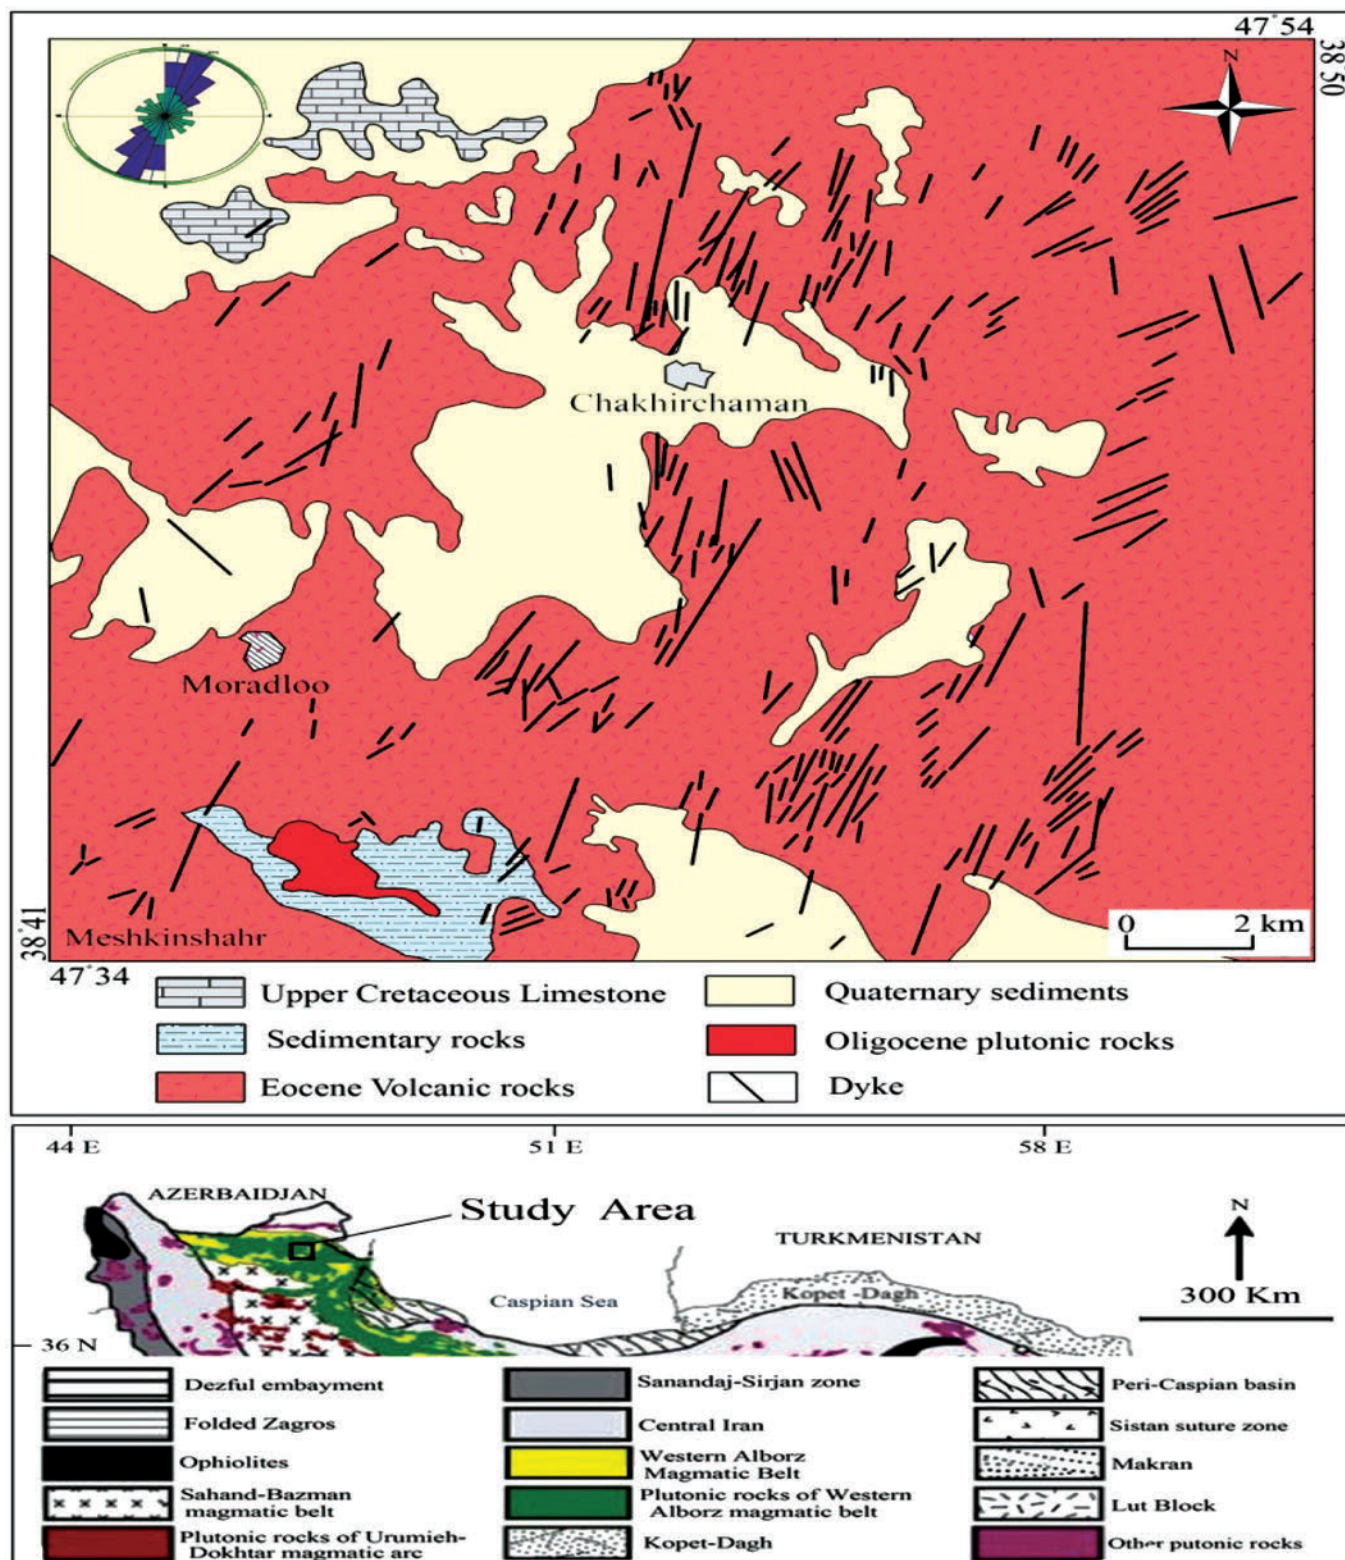 47°54
38°50
N
Chakhirchaman
Moradloo
Meshkinshahr
38°41
47°34
0 2 km
Upper Cretaceous Limestone
Quaternary sediments
Sedimentary rocks
Oligocene plutonic rocks
Eocene Volcanic rocks
Dyke
44 E
51 E
58 E
AZERBAIDJAN
Study Area
N
TURKMENISTAN
Caspian Sea
Kopet -Dagh
300 Km
36 N
Dezful embayment
Sanandaj-Sirjan zone
Peri-Caspian basin
Folded Zagros
Central Iran
Sistan suture zone
Ophiolites
Western Alborz
Magmatic Belt
Makran
Sahand-Bazman
magmatic belt
Plutonic rocks of Western
Alborz magmatic belt
Lut Block
Plutonic rocks of Urumieh-
Dokhtar magmatic arc
Kopet-Dagh
Other putonic rocks